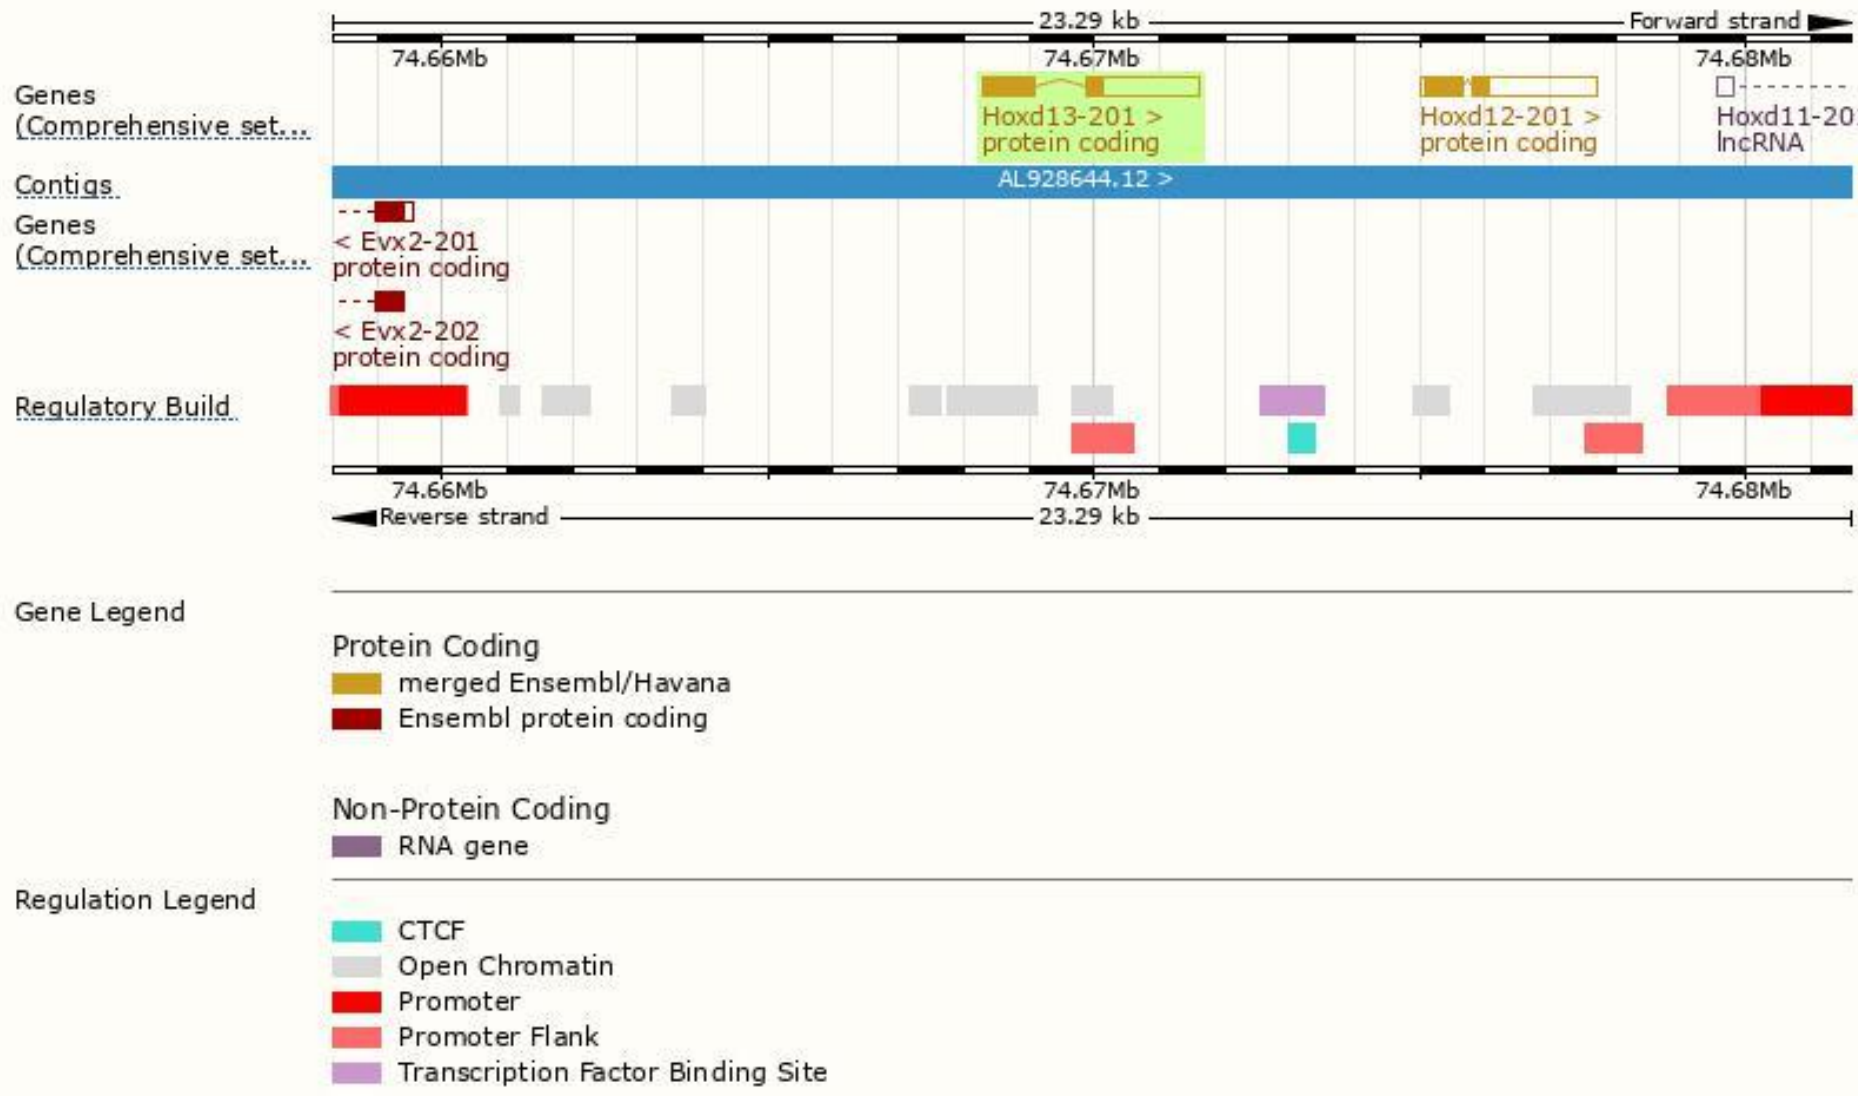 23.29 kb Forward strand
74.66Mb 74.67Mb 74.68Mb
Genes
(Comprehensive set...
Hoxd13-201 > Hoxd12-201 > Hoxd11-20
protein coding protein coding lncRNA
Contigs AL928644.12 >
Genes
(Comprehensive set...
< Evx2-201
protein coding
< Evx2-202
protein coding
Regulatory Build
74.66Mb 74.67Mb 74.68Mb
Reverse strand 23.29 kb
Gene Legend
Protein Coding
merged Ensembl/Havana
Ensembl protein coding
Non-Protein Coding
RNA gene
Regulation Legend
CTCF
Open Chromatin
Promoter
Promoter Flank
Transcription Factor Binding Site